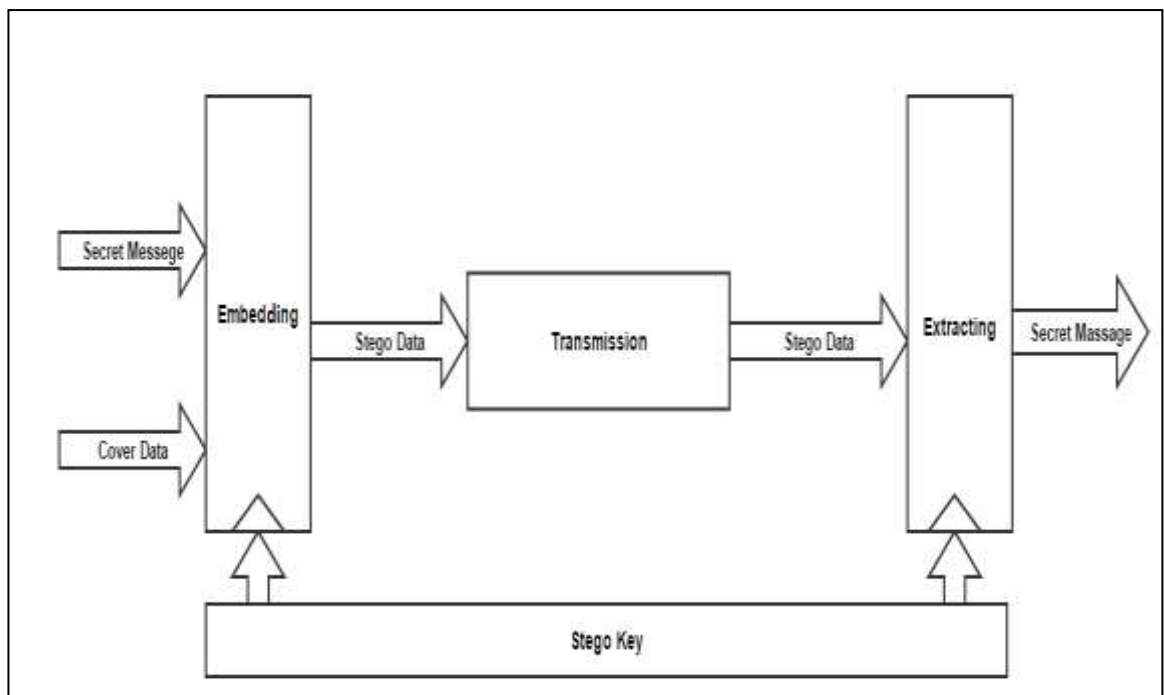 Secret Messege
Cover Data
Embedding
Stego Data
Transmission
Stego Data
Extracting
Secret Massage
Stego Key